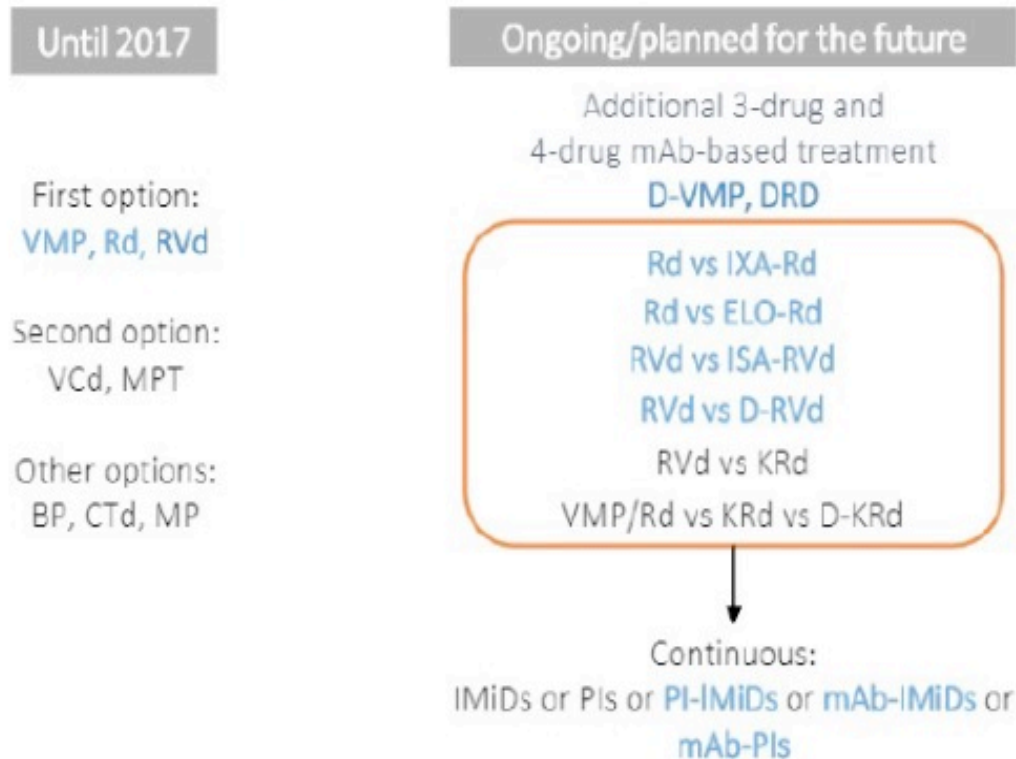 Until 2017
First option:
VMP, Rd, RVd
Second option:
VCd, MPT
Other options:
BP, CTd, MP
Ongoing/planned for the future
Additional 3-drug and
4-drug mAb-based treatment
D-VMP, DRD
Rd vs IXA-Rd
Rd vs ELO-Rd
RVd vs ISA-RVd
RVd vs D-RVd
RVd vs KRd
VMP/Rd vs KRd vs D-KRd
Continuous:
IMiDs or PIs or PI-IMiDs or mAb-IMiDs or
mAb-PIs